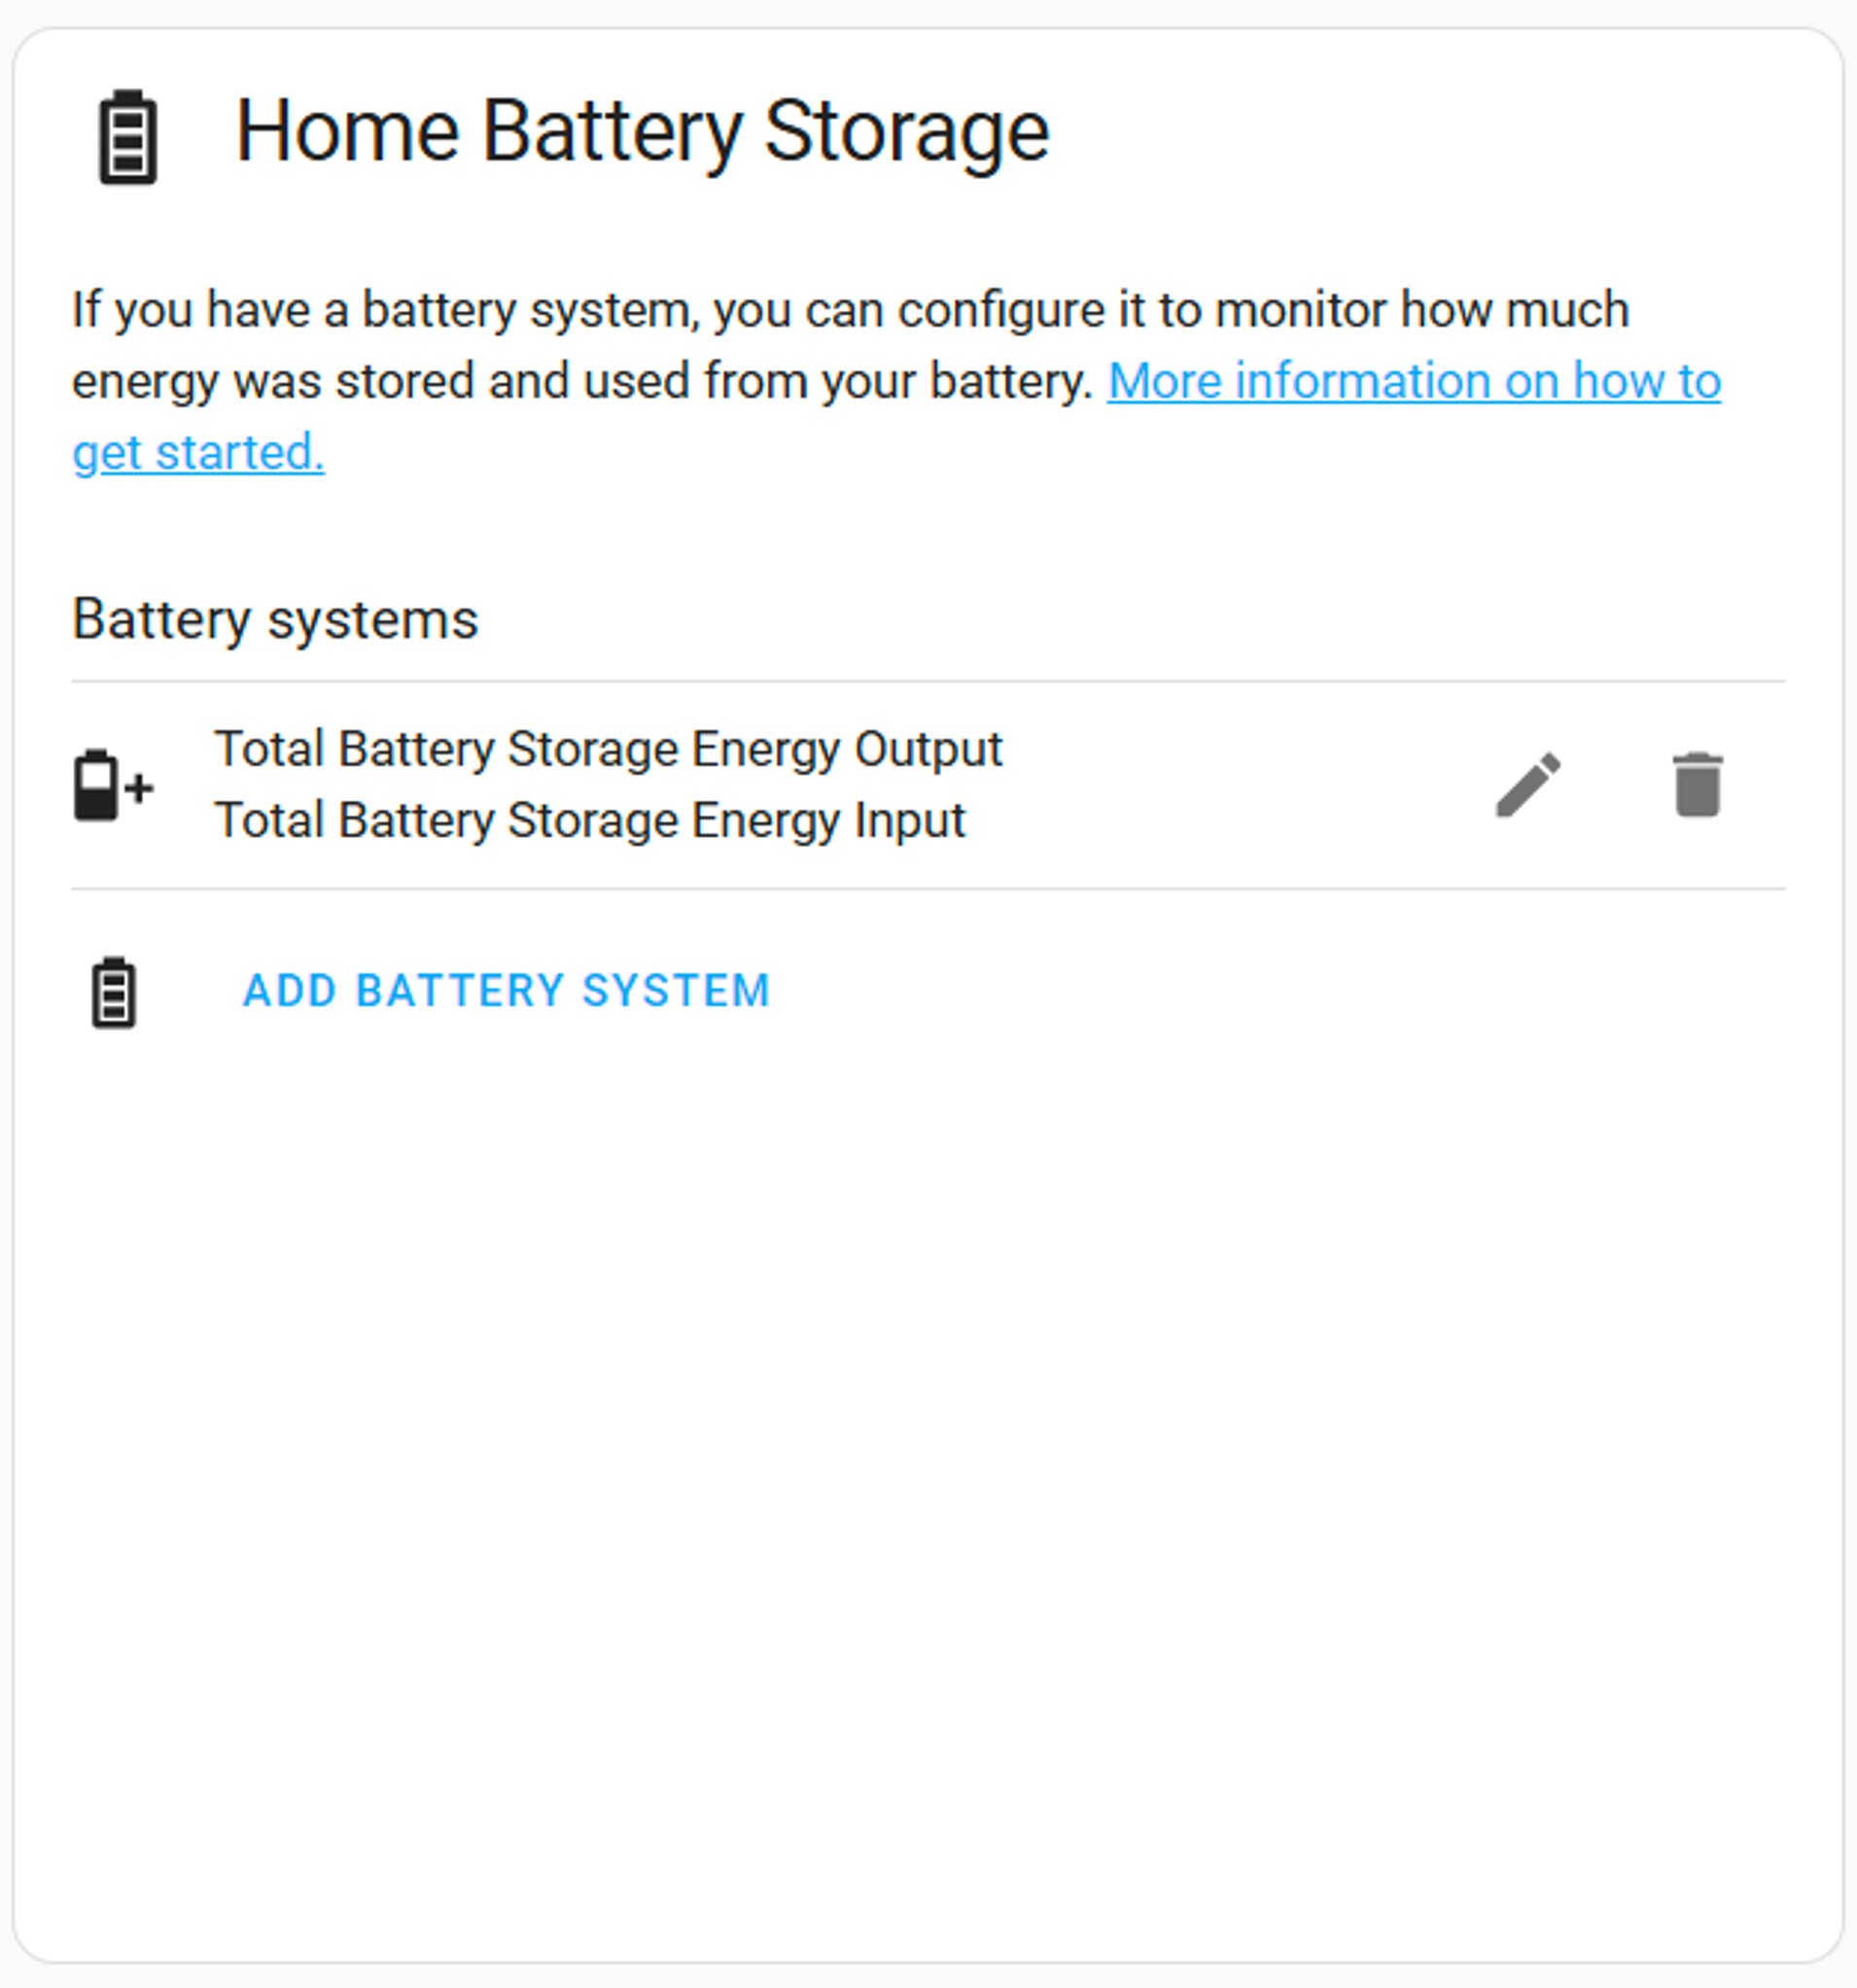 Home Battery Storage
If you have a battery system, you can configure it to monitor how much
energy was stored and used from your battery. More information on how to
get started.
Battery systems
Total Battery Storage Energy Output
Total Battery Storage Energy Input
ADD BATTERY SYSTEM